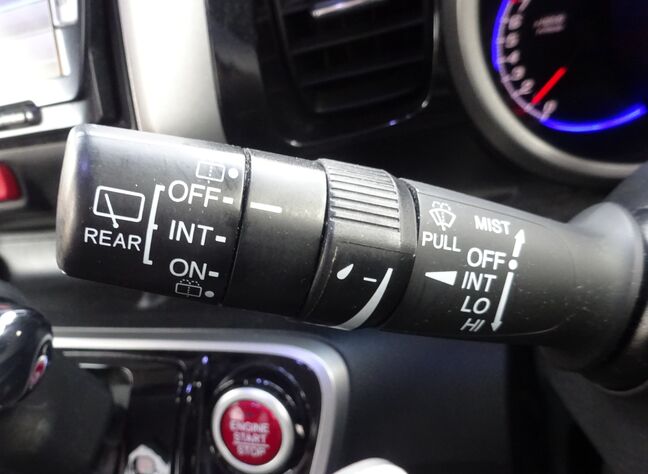 OFF
REAR
INT
ON
MIST
PULL
OFF
INT
LO
HI
ENGINE
START
STOP